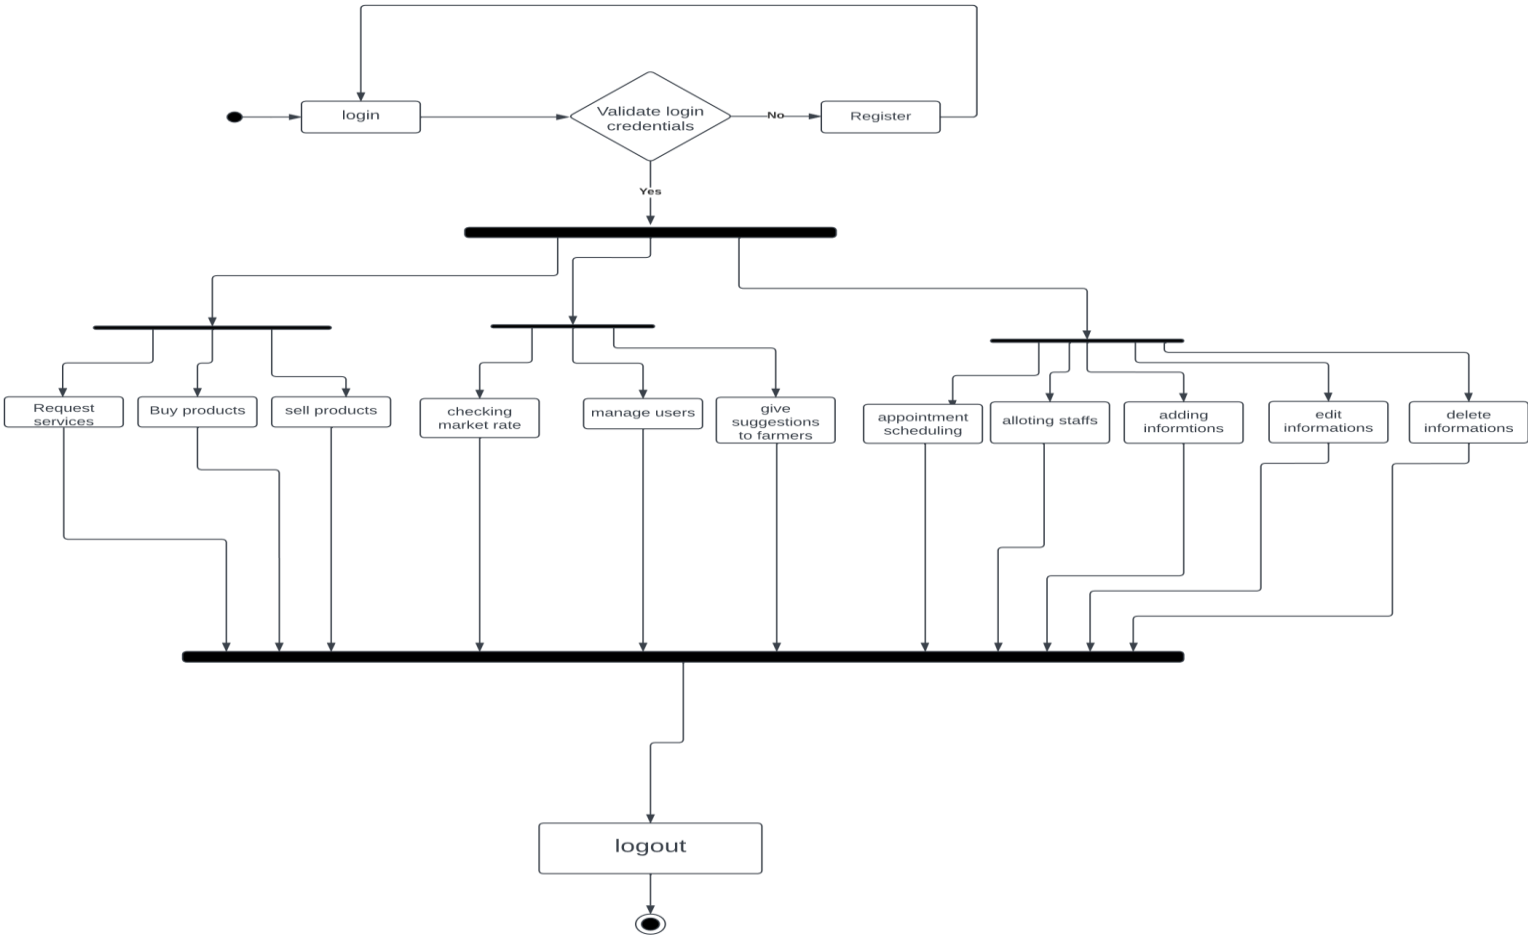 login
Validate login
credentials
No
Register
Yes
Request
services
Buy products
sell products
checking
market rate
manage users
give
suggestions
to farmers
appointment
scheduling
alloting staffs
adding
informtions
edit
informations
delete
informations
logout